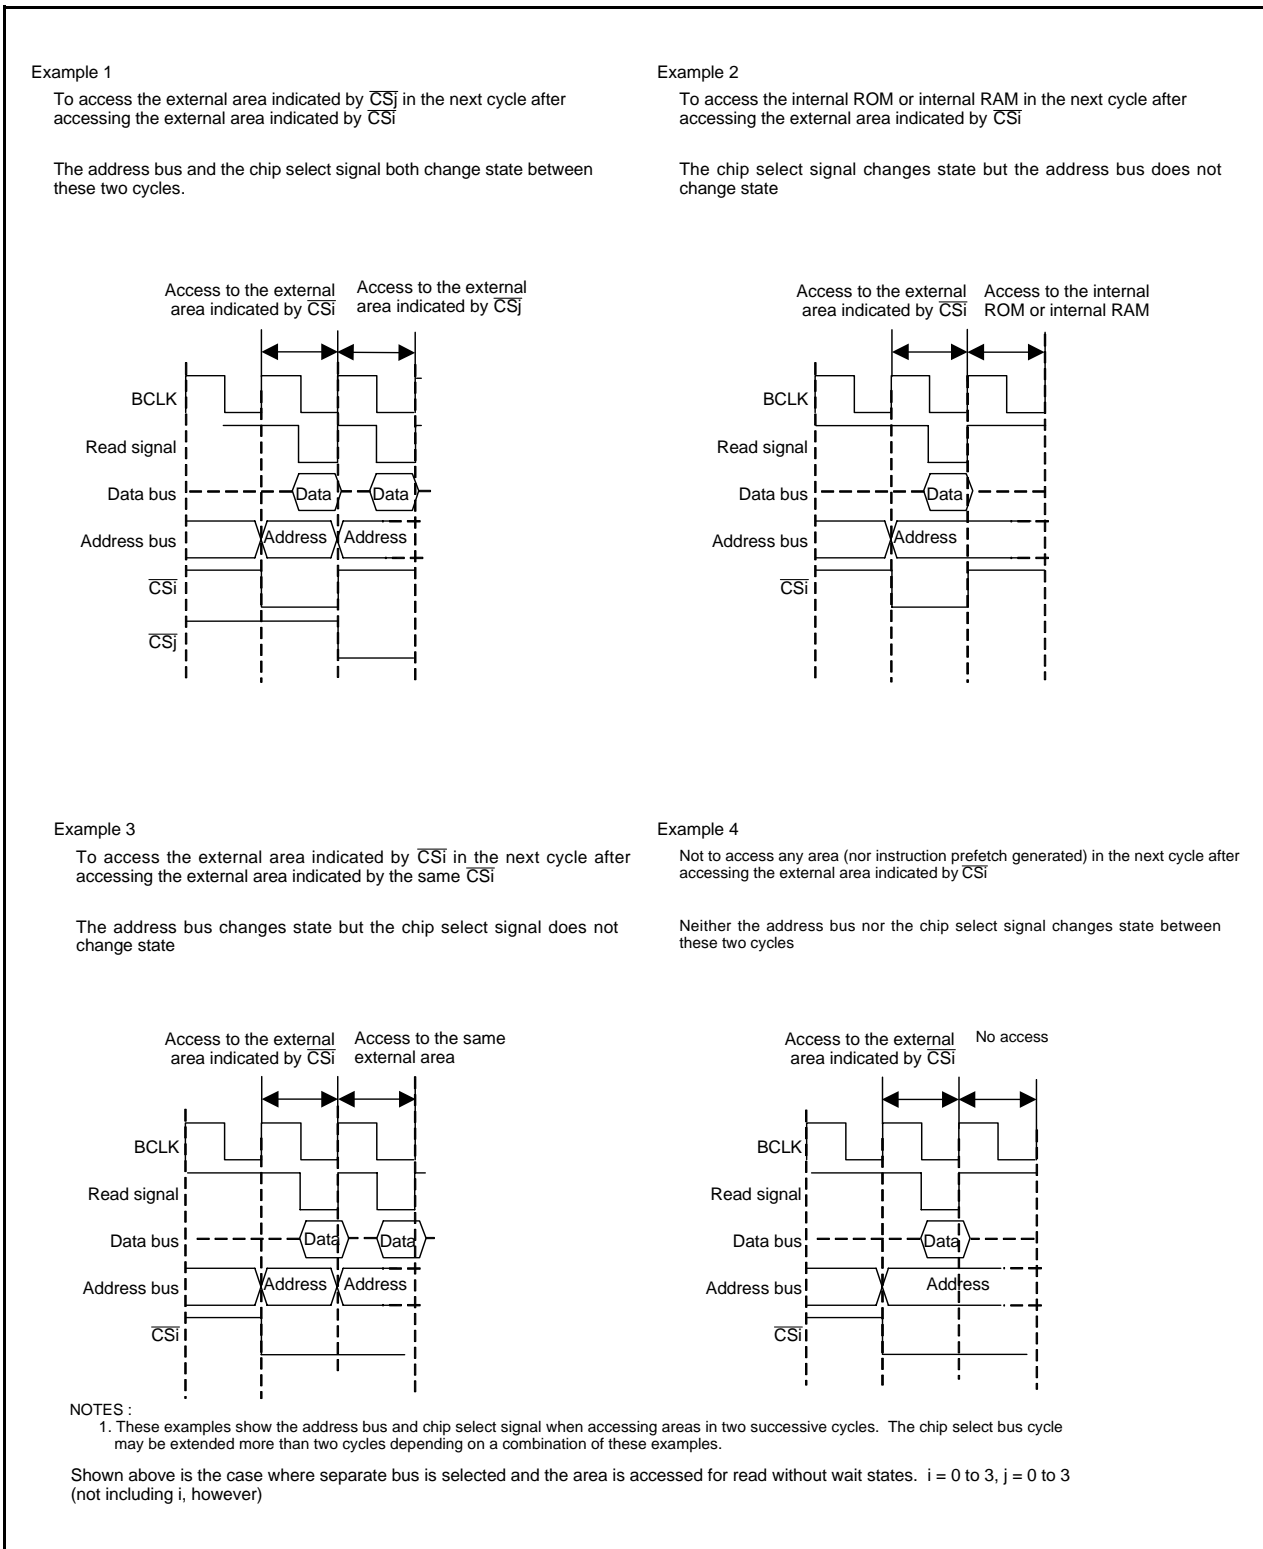 Example 1
To access the external area indicated by CSj in the next cycle after
accessing the external area indicated by CSi
The address bus and the chip select signal both change state between
these two cycles.
Access to the external
area indicated by CSi
Access to the external
area indicated by CSj
BCLK
Read signal
Data bus
Data
Data
Address bus
Address
Address
CSi
CSj
Example 2
To access the internal ROM or internal RAM in the next cycle after
accessing the external area indicated by CSi
The chip select signal changes state but the address bus does not
change state
Access to the external
area indicated by CSi
Access to the internal
ROM or internal RAM
BCLK
Read signal
Data bus
Data
Address bus
Address
CSi
Example 3
To access the external area indicated by CSi in the next cycle after
accessing the external area indicated by the same CSi
The address bus changes state but the chip select signal does not
change state
Access to the external
area indicated by CSi
Access to the same
external area
BCLK
Read signal
Data bus
Data
Data
Address bus
Address
Address
CSi
Example 4
Not to access any area (nor instruction prefetch generated) in the next cycle after
accessing the external area indicated by CSi
Neither the address bus nor the chip select signal changes state between
these two cycles
Access to the external
area indicated by CSi
No access
BCLK
Read signal
Data bus
Data
Address bus
Address
CSi
NOTES :
1. These examples show the address bus and chip select signal when accessing areas in two successive cycles. The chip select bus cycle
may be extended more than two cycles depending on a combination of these examples.
Shown above is the case where separate bus is selected and the area is accessed for read without wait states. i = 0 to 3, j = 0 to 3
(not including i, however)